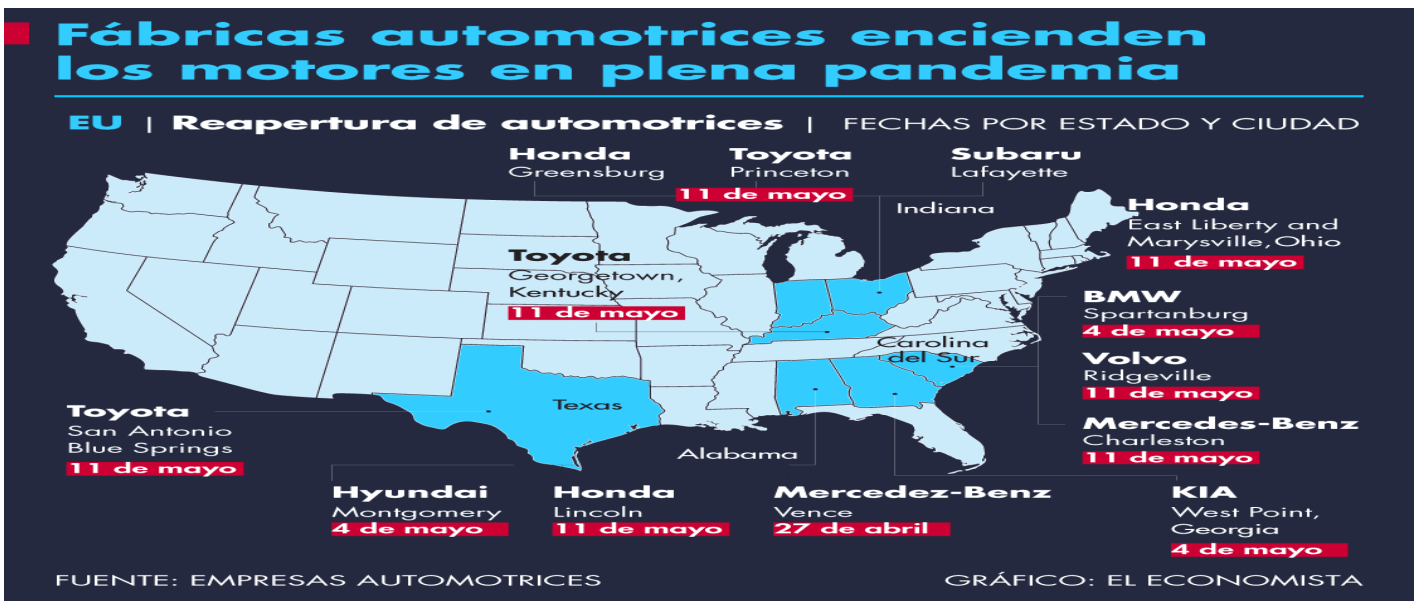 Fábricas automotrices encienden
los motores en plena pandemia
EU | Reapertura de automotrices | FECHAS POR ESTADO Y CIUDAD
Honda
Greensburg
Toyota
Princeton
Subaru
Lafayette
11 de mayo
Indiana
Honda
East Liberty and
Marysville, Ohio
11 de mayo
Toyota
Georgetown,
Kentucky
11 de mayo
BMW
Spartanburg
4 de mayo
Carolina
del Sur
Volvo
Ridgeville
11 de mayo
Mercedes-Benz
Charleston
11 de mayo
Toyota
San Antonio
Blue Springs
11 de mayo
Texas
Alabama
Hyundai
Montgomery
4 de mayo
Honda
Lincoln
11 de mayo
Mercedez-Benz
Vence
27 de abril
KIA
West Point,
Georgia
4 de mayo
FUENTE: EMPRESAS AUTOMOTRICES
GRÁFICO: EL ECONOMISTA